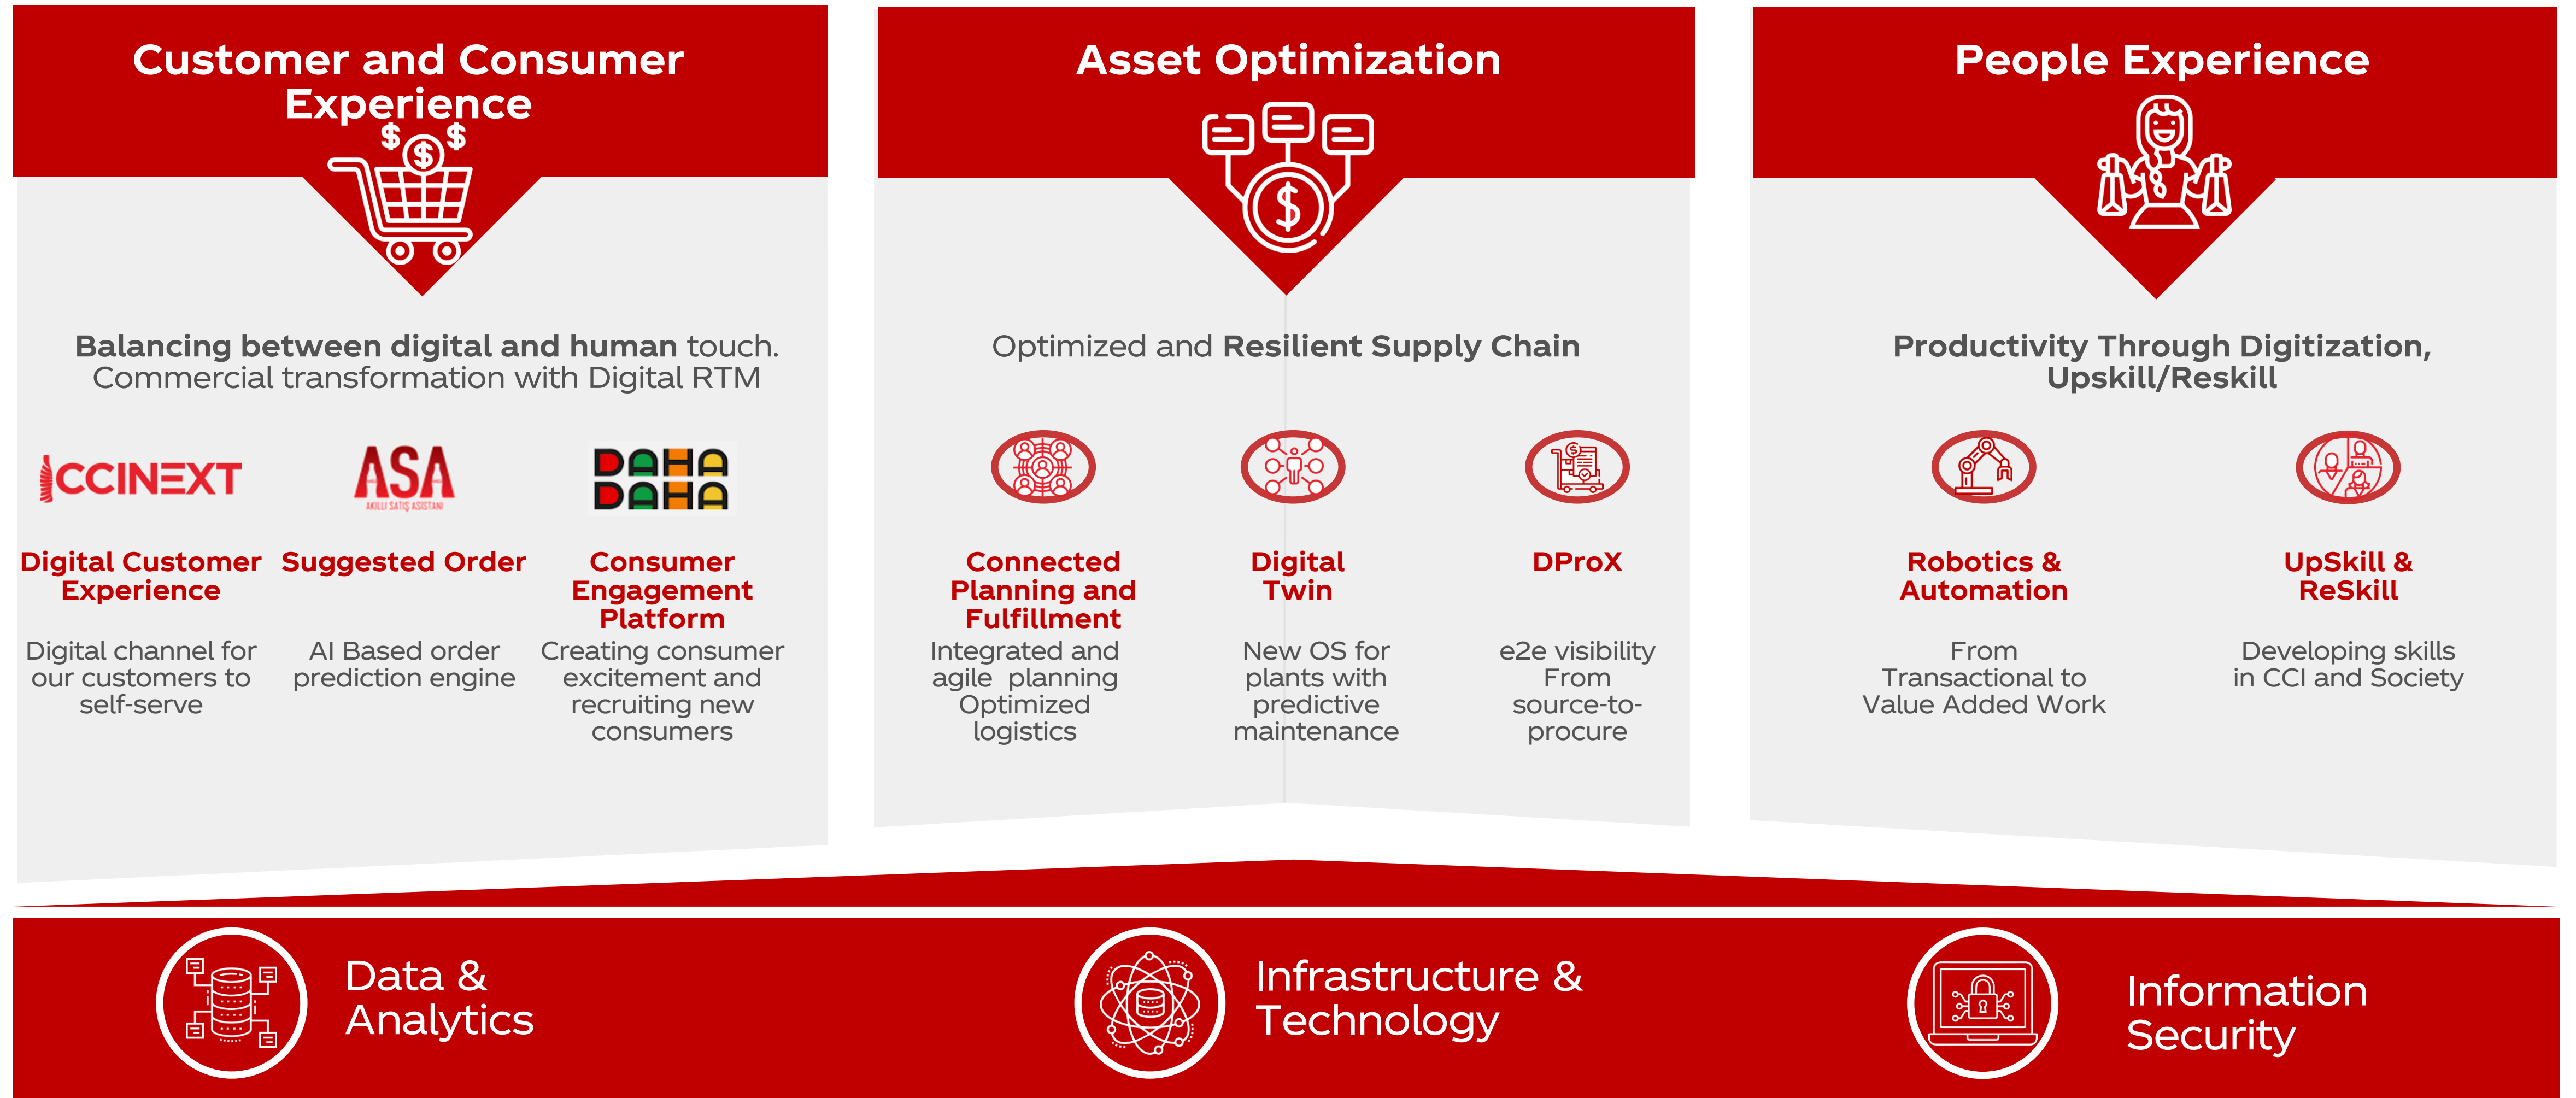 Customer and Consumer
Experience
Balancing between digital and human touch.
Commercial transformation with Digital RTM
CCINEXT
Digital Customer
Experience
Digital channel for
our customers to
self-serve
ASA
AKILLI SATIŞ ASİSTANI
Suggested Order
AI Based order
prediction engine
DAHA
DAHA
Consumer
Engagement
Platform
Creating consumer
excitement and
recruiting new
consumers
Asset Optimization
Optimized and Resilient Supply Chain
Connected
Planning and
Fulfillment
Integrated and
agile planning
Optimized
logistics
Digital
Twin
New OS for
plants with
predictive
maintenance
DProX
e2e visibility
From
source-to-
procure
People Experience
Productivity Through Digitization,
Upskill/Reskill
Robotics &
Automation
From
Transactional to
Value Added Work
UpSkill &
ReSkill
Developing skills
in CCI and Society
Data &
Analytics
Infrastructure &
Technology
Information
Security